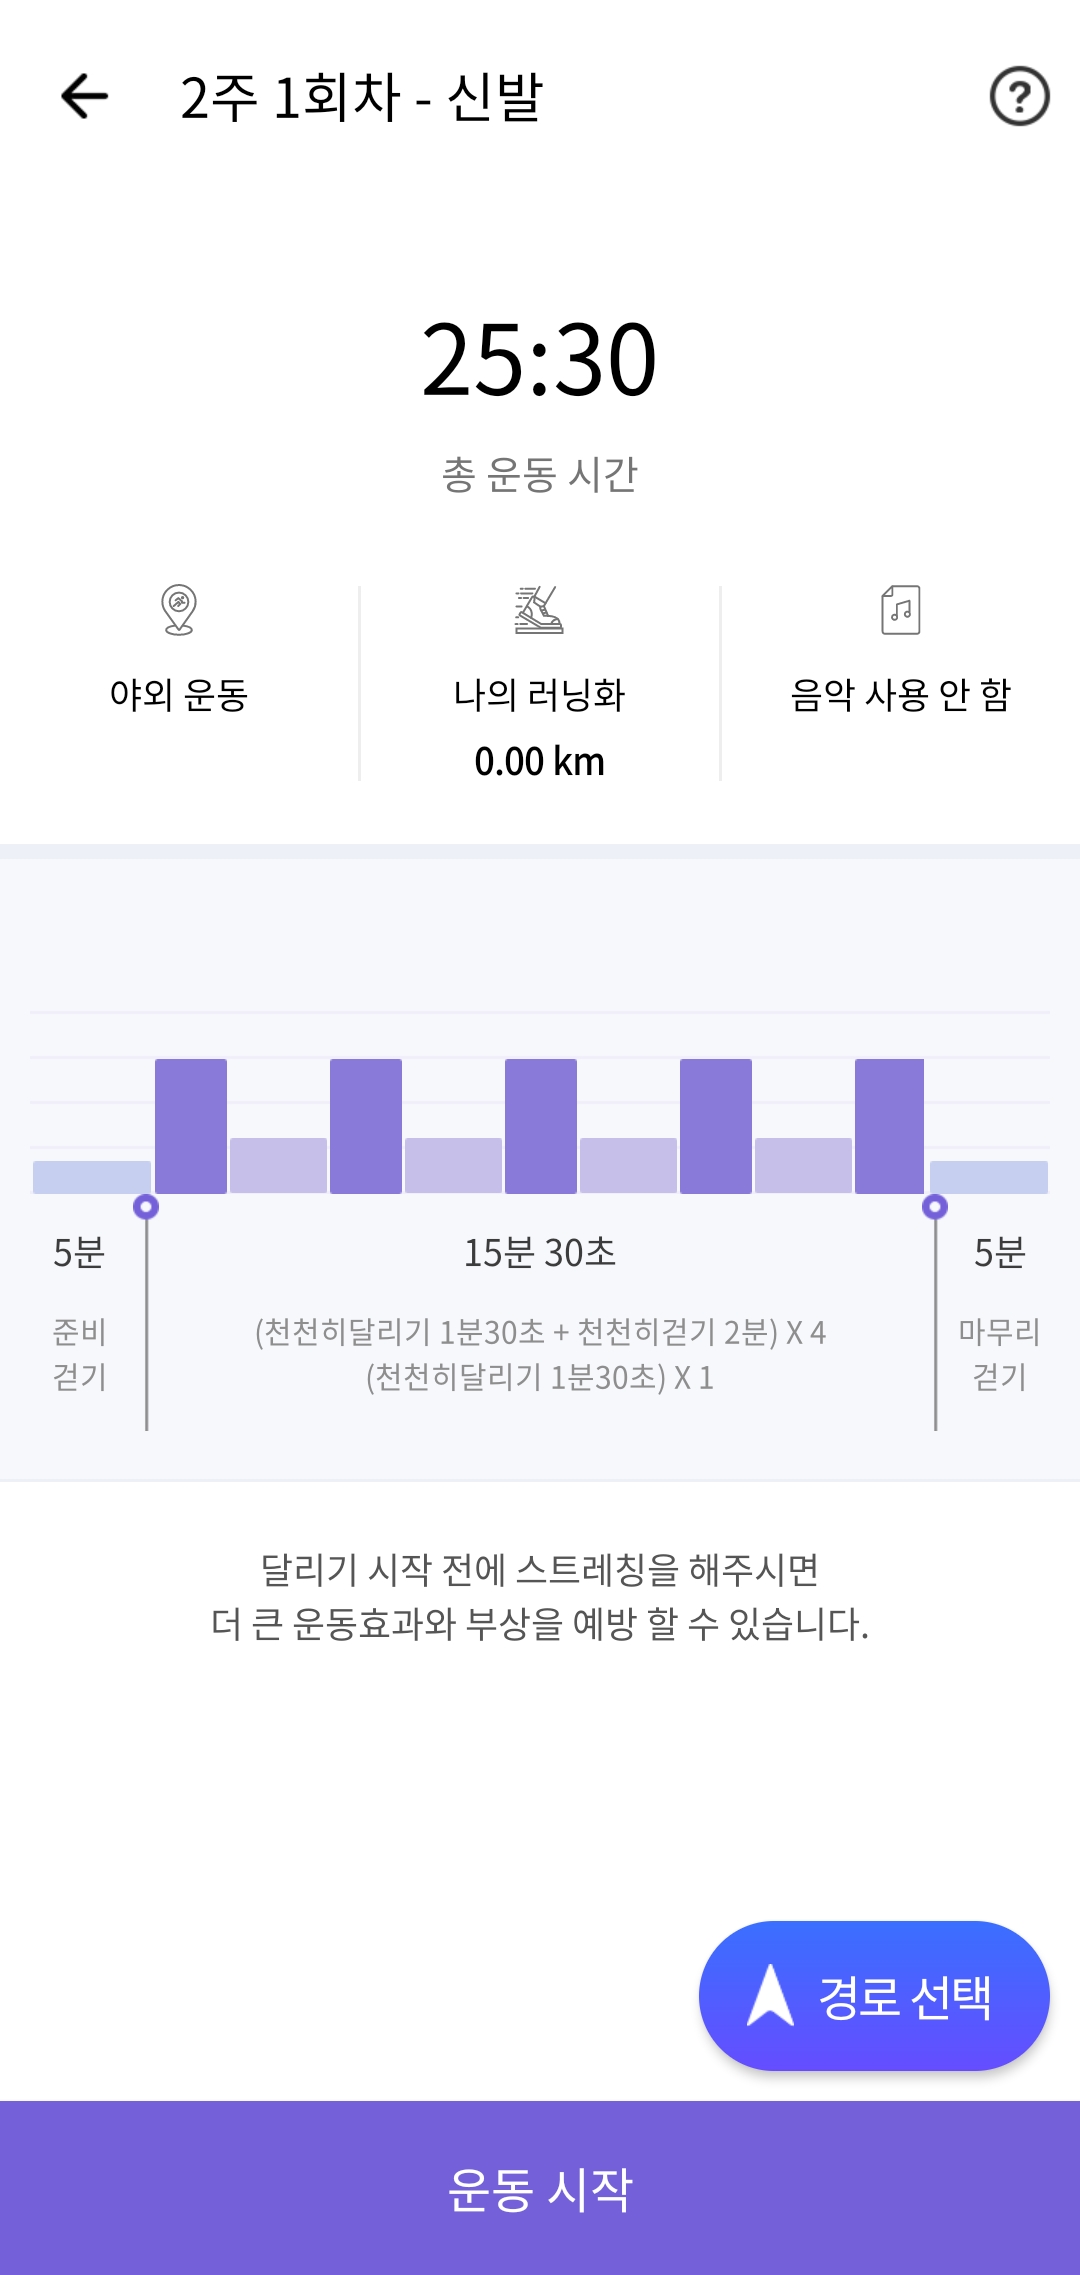 2주 1회차 - 신발
25:30
총 운동 시간
야외 운동
나의 러닝화
0.00 km
음악 사용 안 함
5분
준비
걷기
15분 30초
(천천히달리기 1분30초 + 천천히걷기 2분) X 4
(천천히달리기 1분30초) X 1
5분
마무리
걷기
달리기 시작 전에 스트레칭을 해주시면
더 큰 운동효과와 부상을 예방 할 수 있습니다.
경로 선택
운동 시작